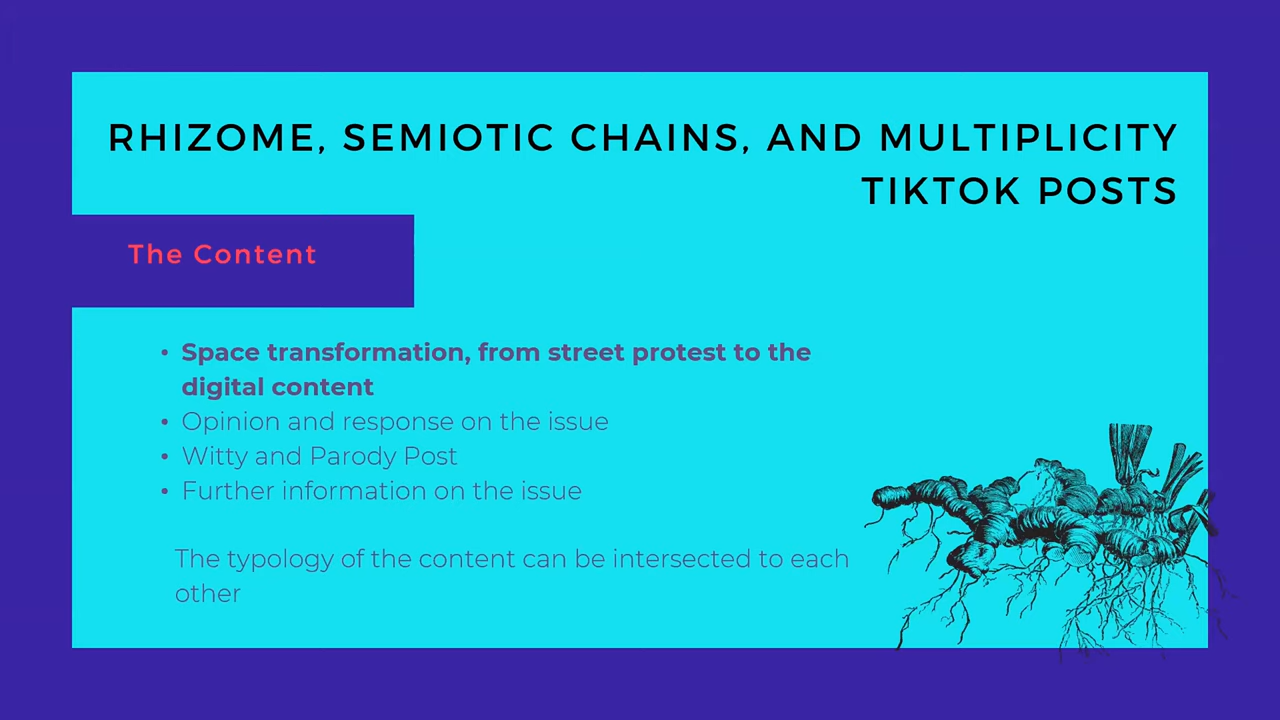 RHIZOME, SEMIOTIC CHAINS, AND MULTIPLICITY
TIKTOK POSTS
The Content
• Space transformation, from street protest to the
digital content
• Opinion and response on the issue
• Witty and Parody Post
• Further information on the issue
The typology of the content can be intersected to each
other